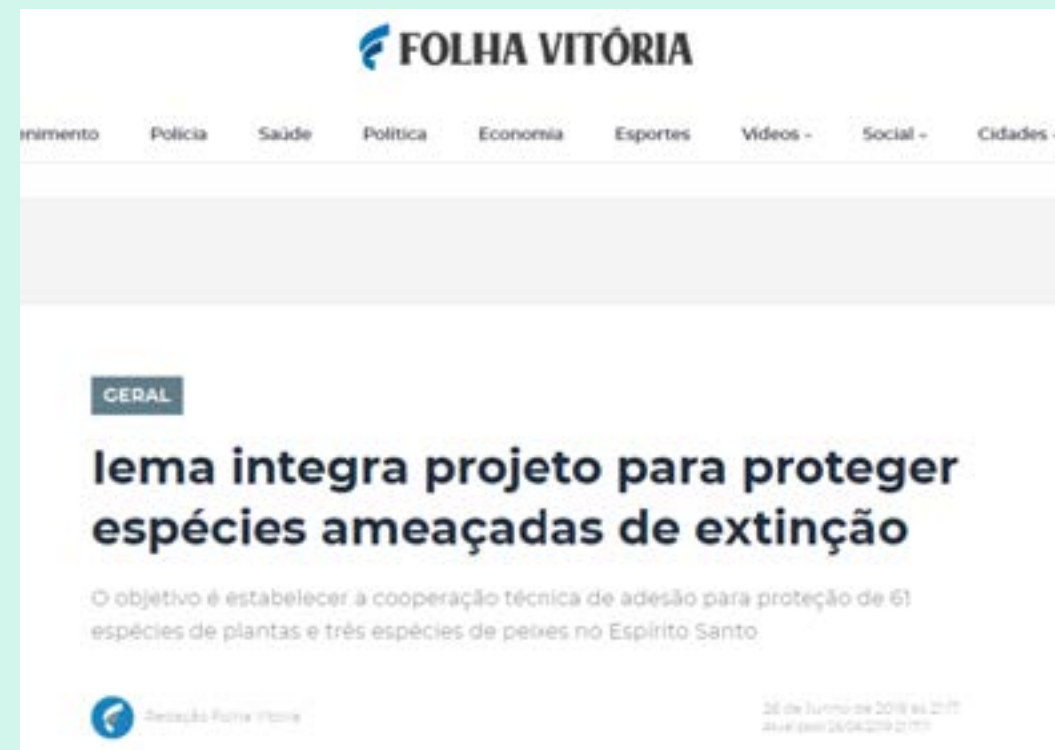 FOLHA VITÓRIA
Polícia Saúde Política Economia Esportes Vídeos Social Cidades
GERAL
Iema integra projeto para proteger
espécies ameaçadas de extinção
O objetivo é estabelecer a cooperação técnica de adesão para proteção de 61
espécies de plantas e três espécies de peixes no Espírito Santo
Redação Folha Vitória